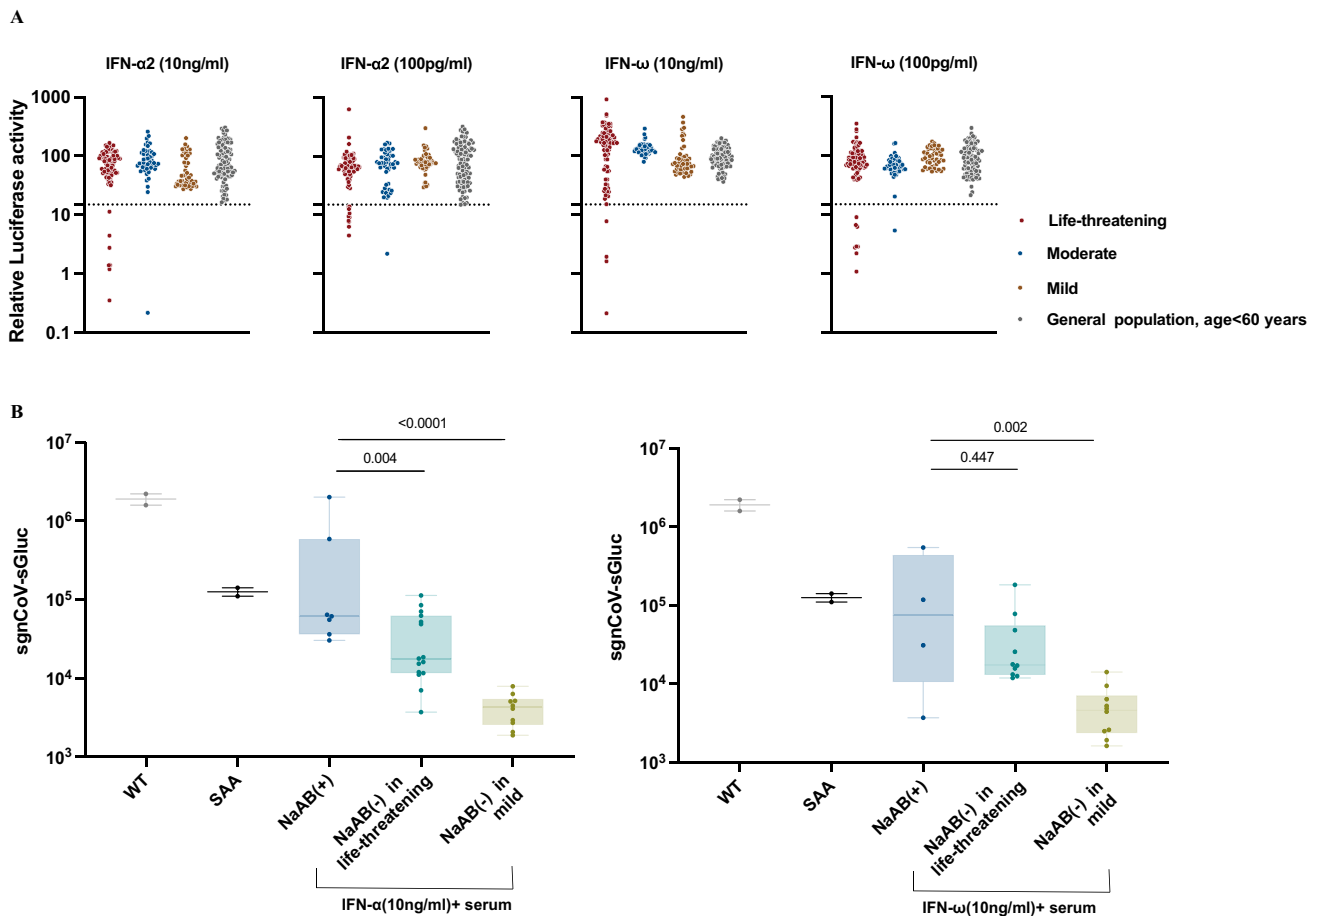 A
IFN-α2 (10ng/ml)
IFN-α2 (100pg/ml)
IFN-ω (10ng/ml)
IFN-ω (100pg/ml)
Relative Luciferase activity
1000
100
10
1
0.1
Life-threatening
Moderate
Mild
General population, age<60 years
B
sgnCoV-sGluc
10⁷
10⁶
10⁵
10⁴
10³
<0.0001
0.004
WT
SAA
NaAB(+)
NaAB(-) in
life-threatening
NaAB(-) in
mild
IFN-α(10ng/ml)+ serum
sgnCoV-sGluc
10⁷
10⁶
10⁵
10⁴
10³
0.002
0.447
WT
SAA
NaAB(+)
NaAB(-) in
life-threatening
NaAB(-) in
mild
IFN-ω(10ng/ml)+ serum